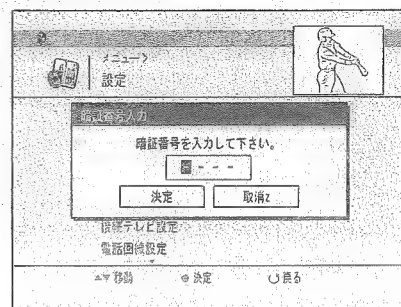 メニュー>
設定
暗証番号入力
暗証番号を入力して下さい。
- - - -
決定
取消z
接続テレビ設定
電話回線設定
▲▼移動
決定
戻る